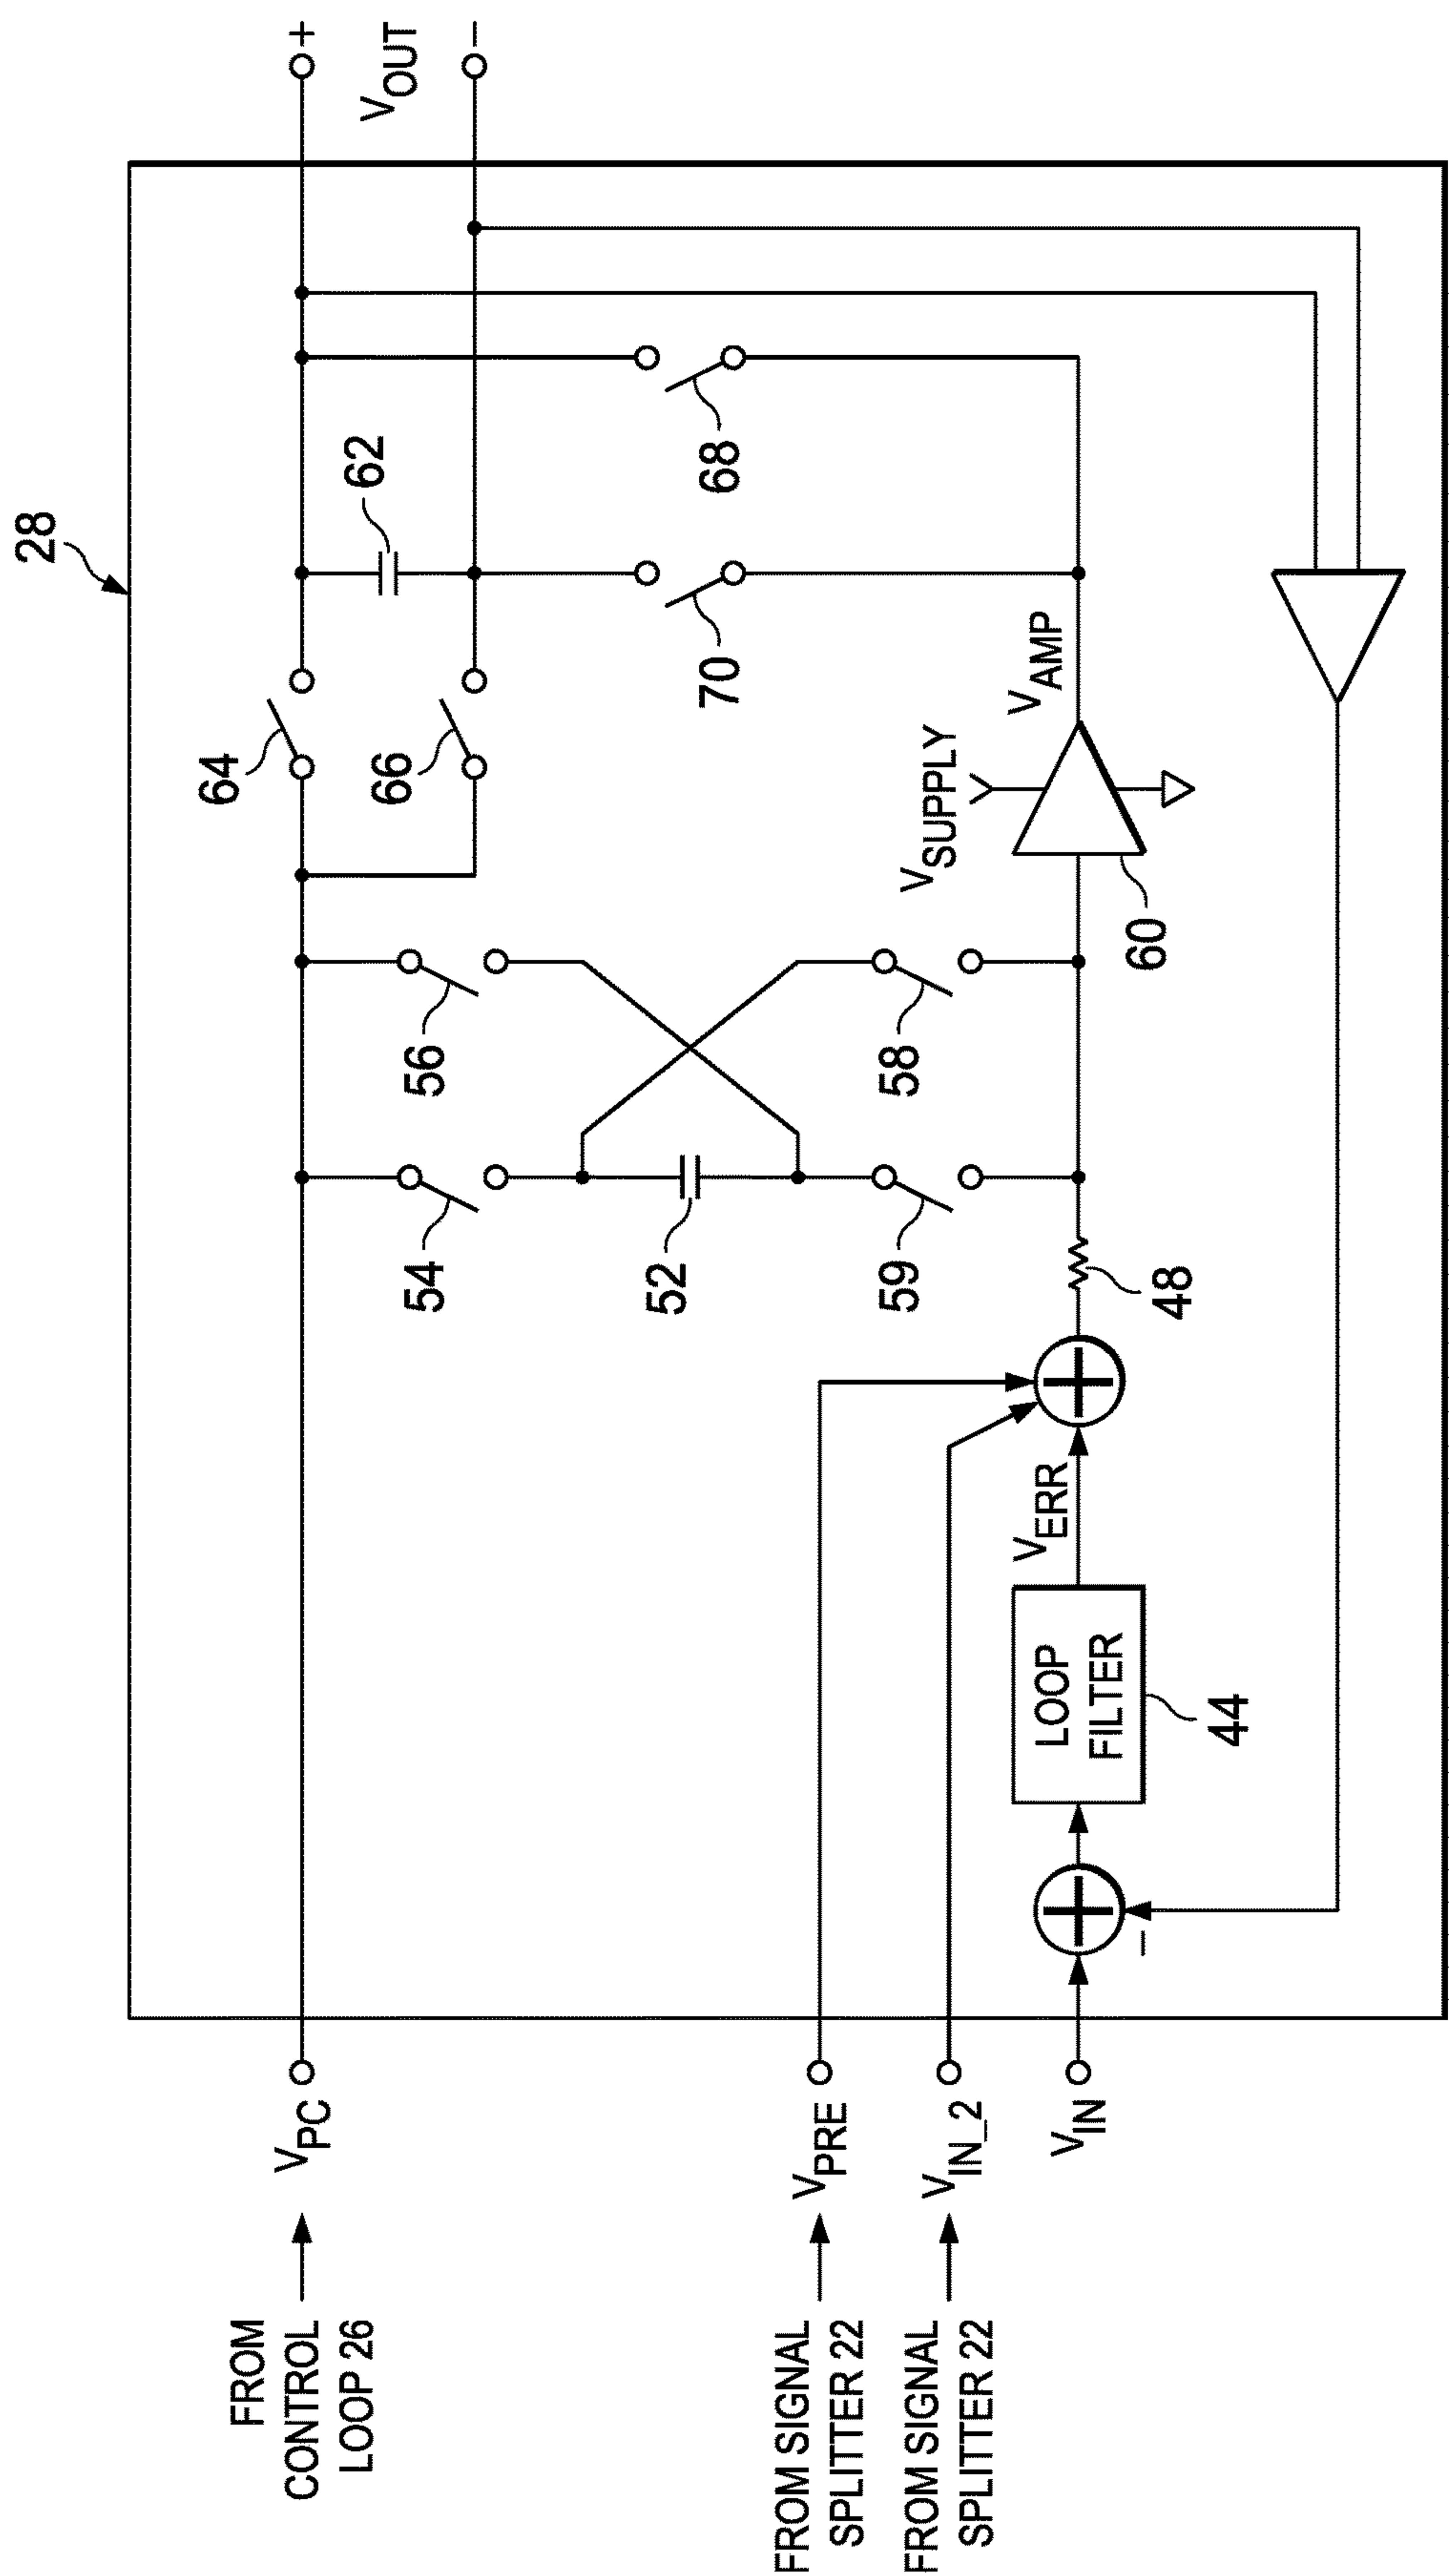 28
+
V_OUT
−
64
66
62
68
70
56
54
52
58
59
V_SUPPLY
V_AMP
60
48
V_ERR
LOOP
FILTER
44
−
FROM
CONTROL
LOOP 26
V_PC
FROM SIGNAL
SPLITTER 22
V_PRE
FROM SIGNAL
SPLITTER 22
V_IN_2
V_IN